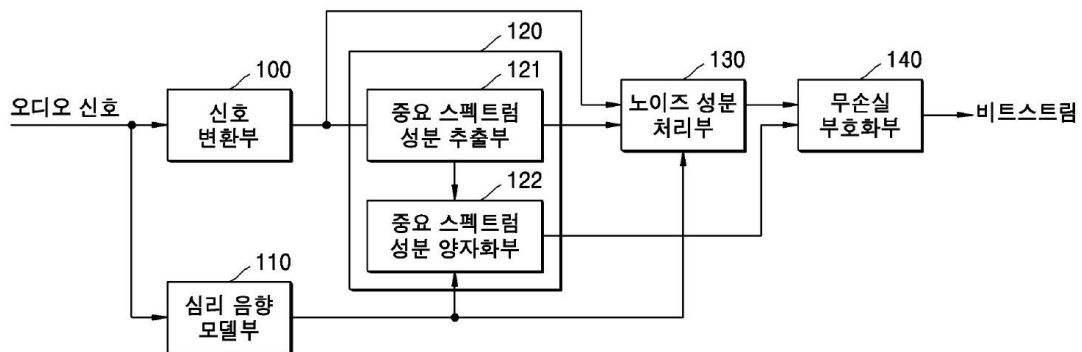 120
100
121
130
140
오디오 신호
신호
변환부
중요 스펙트럼
성분 추출부
노이즈 성분
처리부
무손실
부호화부
비트스트림
122
중요 스펙트럼
성분 양자화부
110
심리 음향
모델부